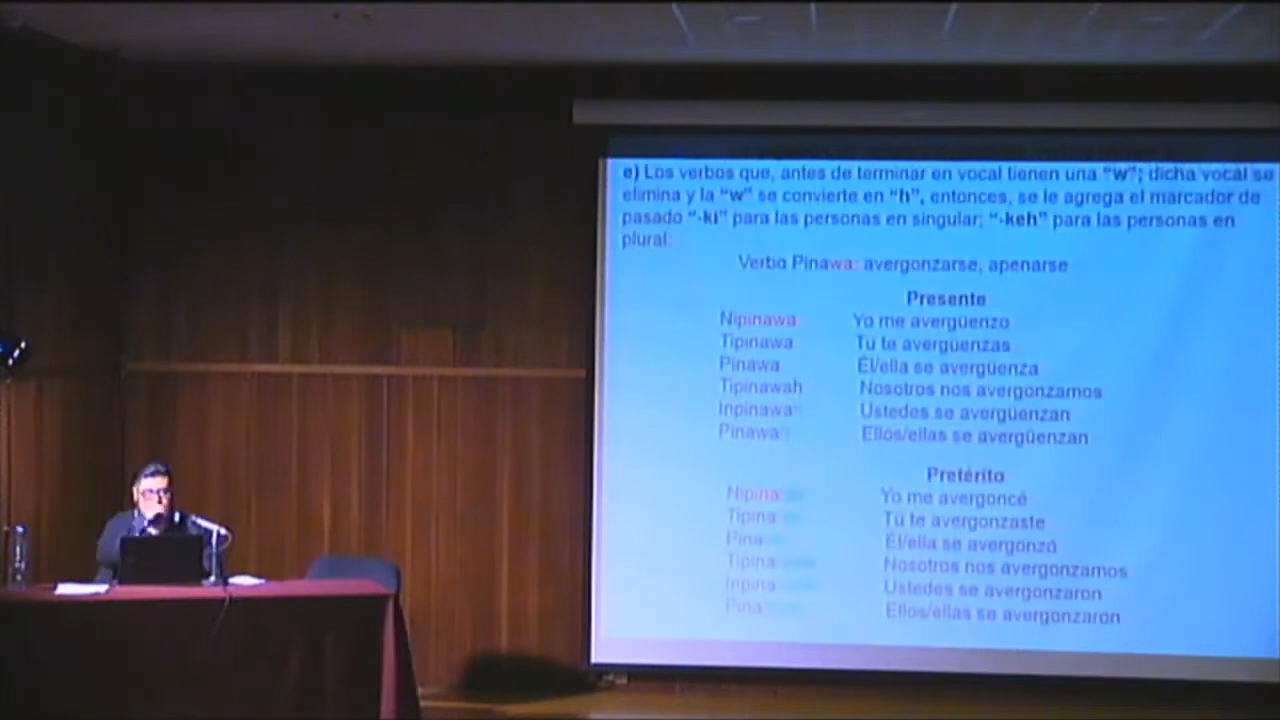 e) Los verbos que, antes de terminar en vocal tienen una “w”; dicha vocal se
elimina y la “w” se convierte en “h”, entonces, se le agrega el marcador de
pasado “-ki” para las personas en singular; “-keh” para las personas en
plural.
Verbo Pinawa: avergonzarse, apenarse
Presente
Nipinawa Yo me avergüenzo
Tipinawa Tú te avergüenzas
Pinawa Él/ella se avergüenza
Tipinawah Nosotros nos avergonzamos
Inpinawah Ustedes se avergüenzan
Pinawah Ellos/ellas se avergüenzan
Pretérito
Nipina Yo me avergoncé
Tipina Tú te avergonzaste
Pina Él/ella se avergonzó
Tipina Nosotros nos avergonzamos
Inpina Ustedes se avergonzaron
Pina Ellos/ellas se avergonzaron